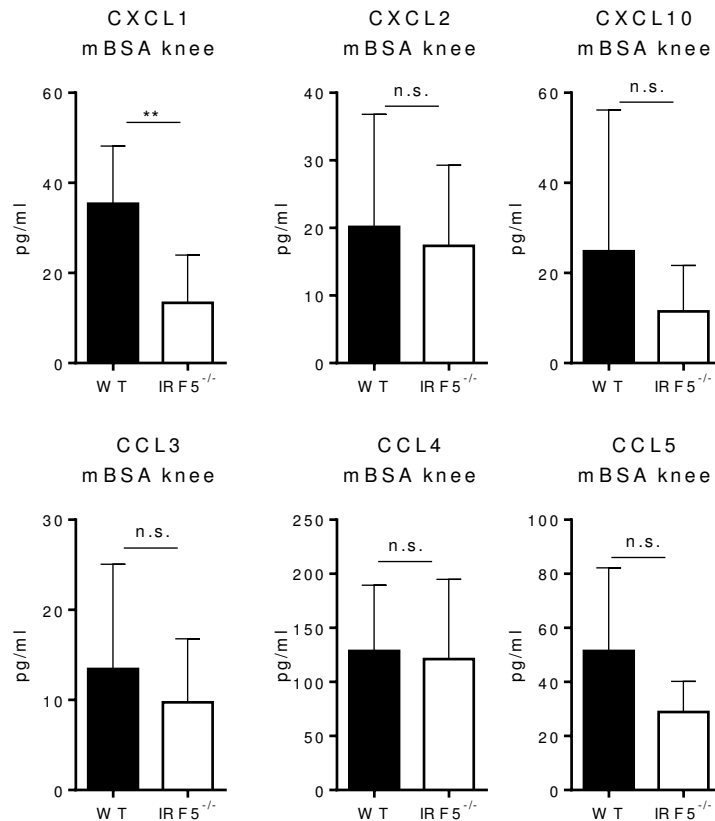 CXCL1
mBSA knee
60
**
40
pg/ml
20
0
WT IRF5-/-
CXCL2
mBSA knee
40
n.s.
30
pg/ml
20
10
0
WT IRF5-/-
CXCL10
mBSA knee
60
n.s.
40
pg/ml
20
0
WT IRF5-/-
CCL3
mBSA knee
30
n.s.
20
pg/ml
10
0
WT IRF5-/-
CCL4
mBSA knee
250
n.s.
200
150
pg/ml
100
50
0
WT IRF5-/-
CCL5
mBSA knee
100
n.s.
80
60
pg/ml
40
20
0
WT IRF5-/-